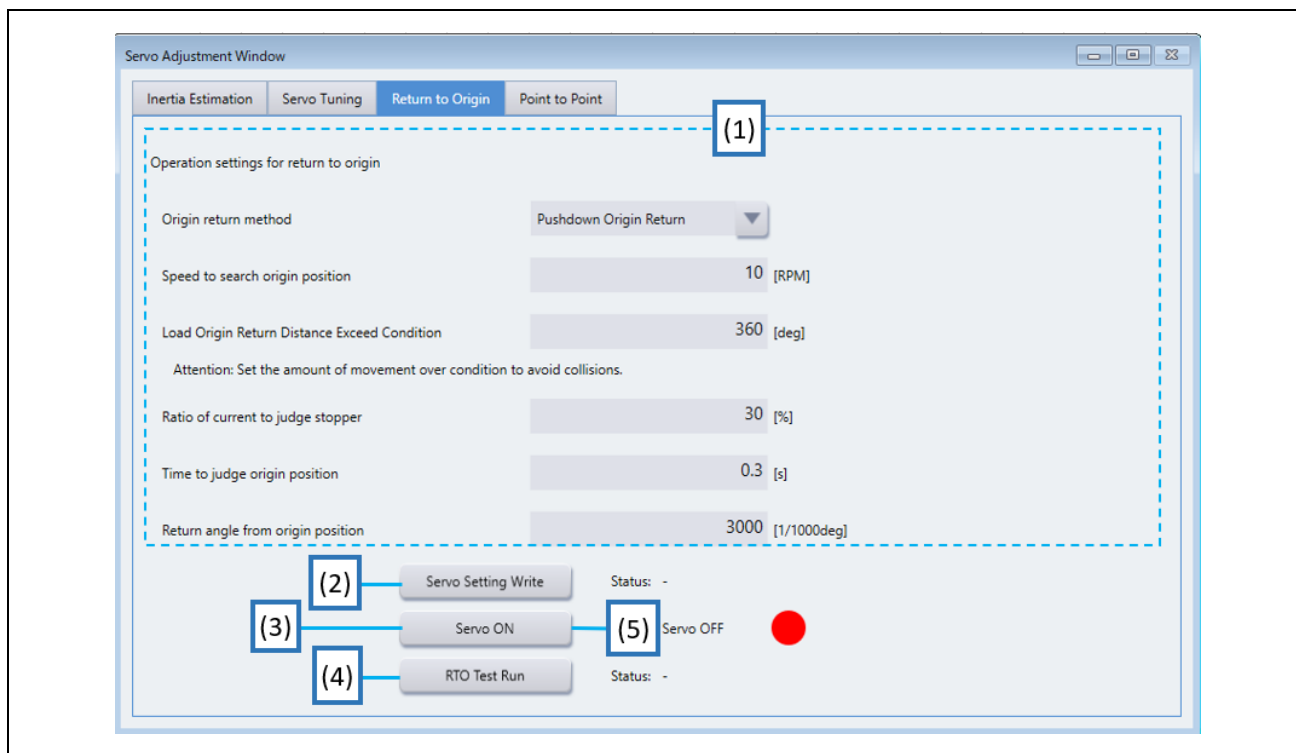 Servo Adjustment Window
Inertia Estimation Servo Tuning Return to Origin Point to Point
(1)
Operation settings for return to origin
Origin return method Pushdown Origin Return
Speed to search origin position 10 [RPM]
Load Origin Return Distance Exceed Condition 360 [deg]
Attention: Set the amount of movement over condition to avoid collisions.
Ratio of current to judge stopper 30 [%]
Time to judge origin position 0.3 [s]
Return angle from origin position 3000 [1/1000deg]
(2) Servo Setting Write Status: -
(3) Servo ON (5) Servo OFF
(4) RTO Test Run Status: -